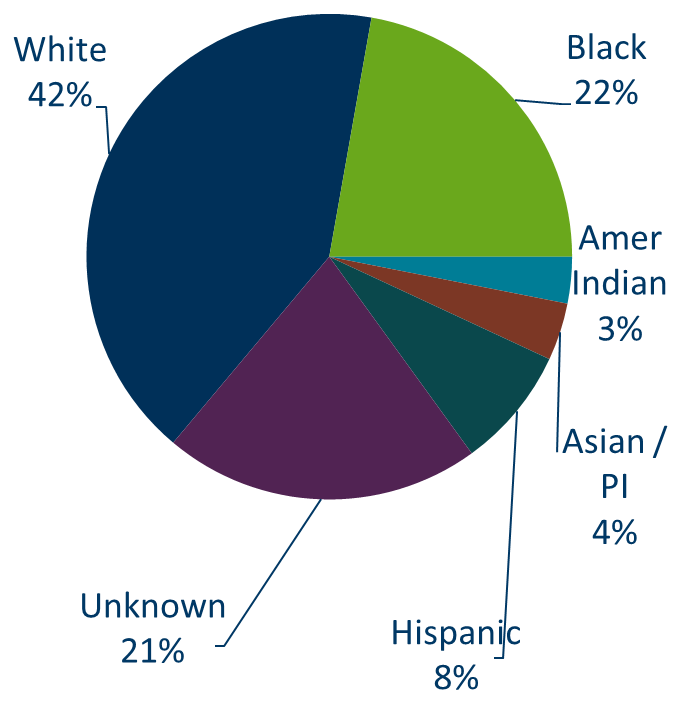 White
42%
Black
22%
Amer
Indian
3%
Asian /
PI
4%
Hispanic
8%
Unknown
21%